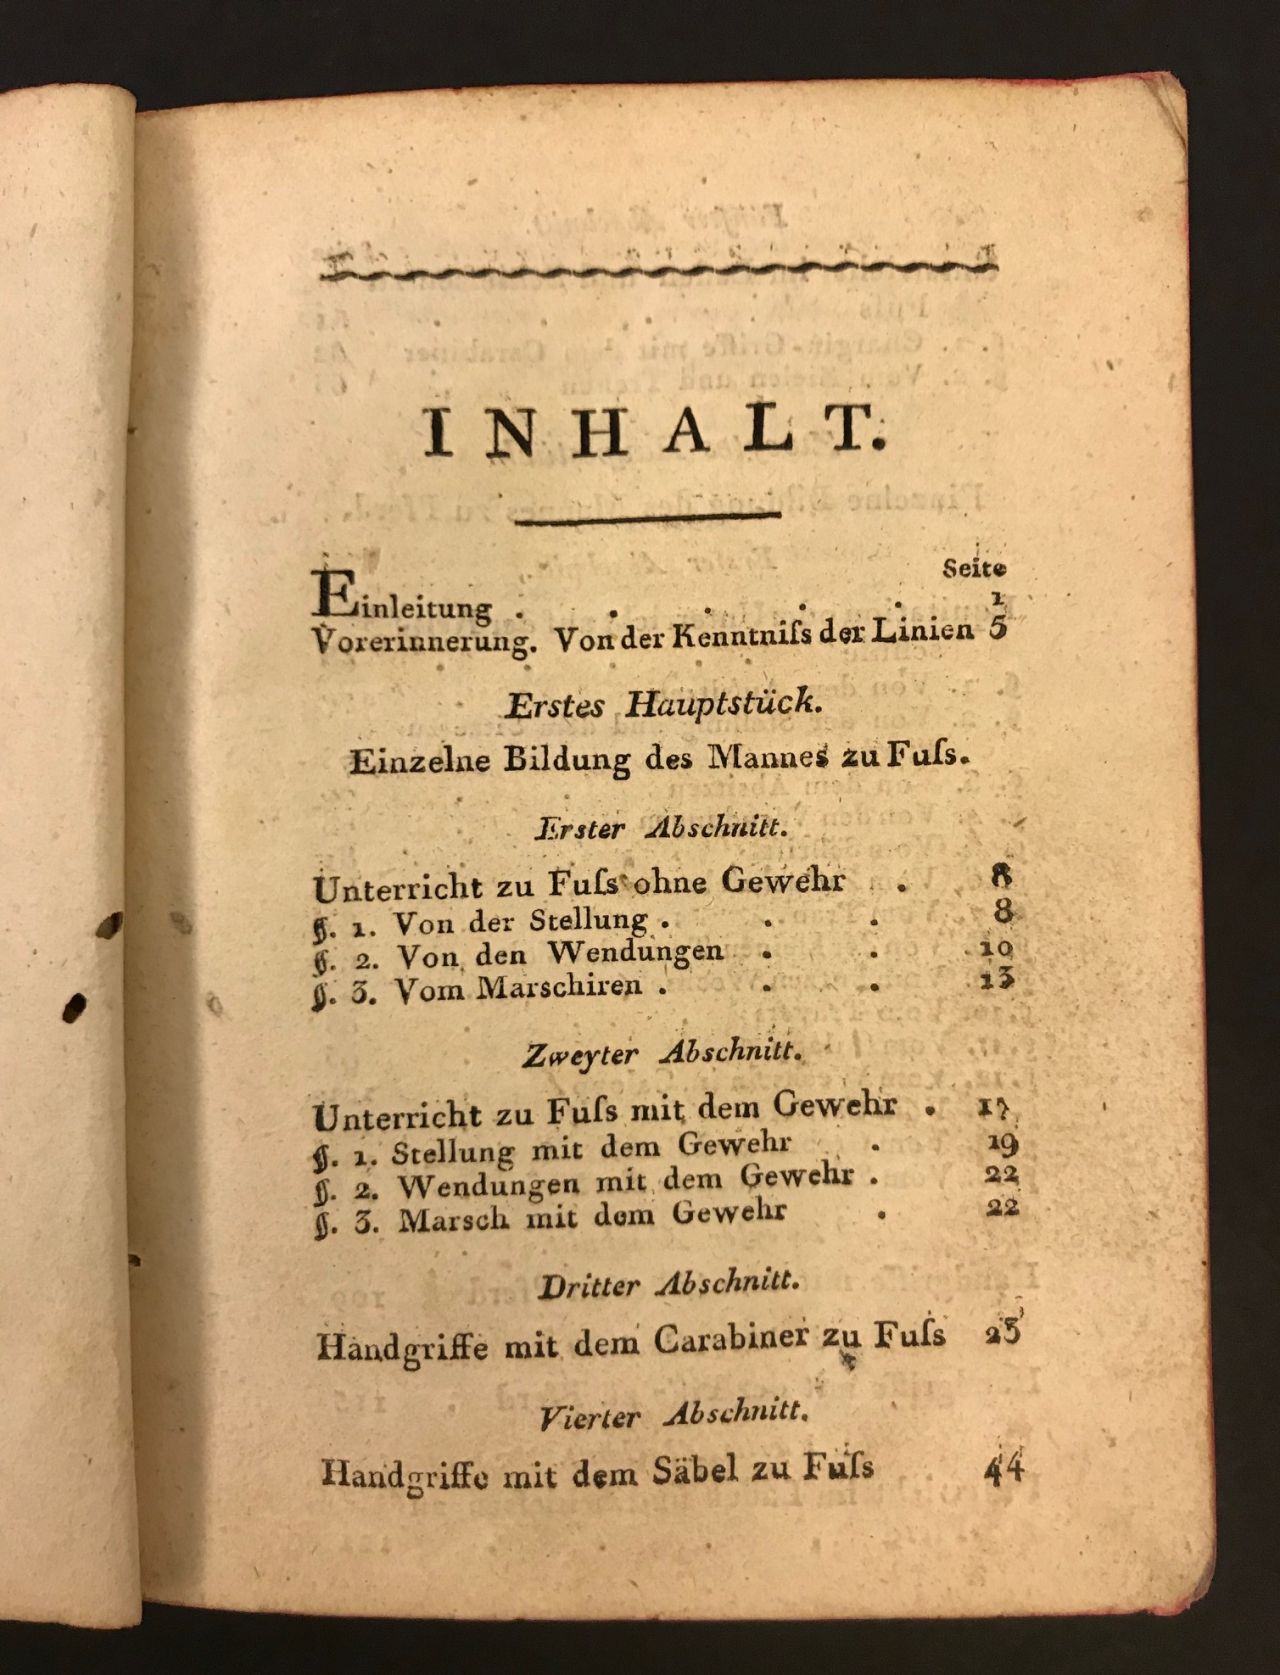 INHALT.
Seite
Einleitung . . . . . 1
Vorerinnerung. Von der Kenntniſs der Linien 5
Erstes Hauptstück.
Einzelne Bildung des Mannes zu Fuſs.
Erster Abschnitt.
Unterricht zu Fuſs ohne Gewehr . 8
§. 1. Von der Stellung . . . 8
§. 2. Von den Wendungen . . 10
§. 3. Vom Marschiren . . . 13
Zweyter Abschnitt.
Unterricht zu Fuſs mit dem Gewehr . 17
§. 1. Stellung mit dem Gewehr . 19
§. 2. Wendungen mit dem Gewehr . 22
§. 3. Marsch mit dem Gewehr . 22
Dritter Abschnitt.
Handgriffe mit dem Carabiner zu Fuſs 23
Vierter Abschnitt.
Handgriffe mit dem Säbel zu Fuſs 44